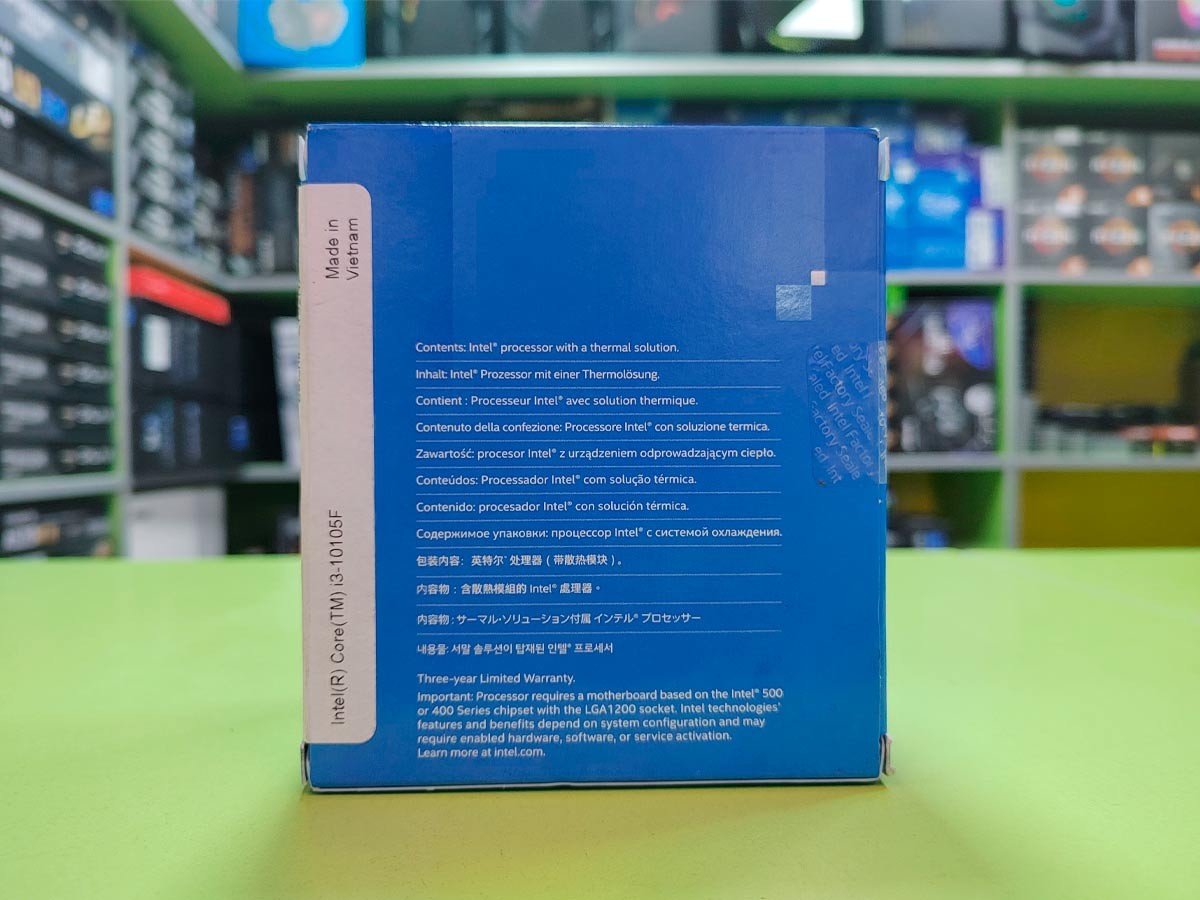 Made in
Vietnam
Intel(R) Core(TM) i3-10105F
Contents: Intel® processor with a thermal solution.
Inhalt: Intel® Prozessor mit einer Thermolösung.
Contient : Processeur Intel® avec solution thermique.
Contenuto della confezione: Processore Intel® con soluzione termica.
Zawartość: procesor Intel® z urządzeniem odprowadzającym ciepło.
Conteúdos: Processador Intel® com solução térmica.
Contenido: procesador Intel® con solución térmica.
Содержимое упаковки: процессор Intel® с системой охлаждения.
包装内容: 英特尔® 处理器（带散热模块）。
內容物：含散熱模組的 Intel® 處理器。
内容物 : サーマル・ソリューション付属 インテル® プロセッサー
내용물: 서말 솔루션이 탑재된 인텔® 프로세서
Three-year Limited Warranty.
Important: Processor requires a motherboard based on the Intel® 500
or 400 Series chipset with the LGA1200 socket. Intel technologies'
features and benefits depend on system configuration and may
require enabled hardware, software, or service activation.
Learn more at intel.com.